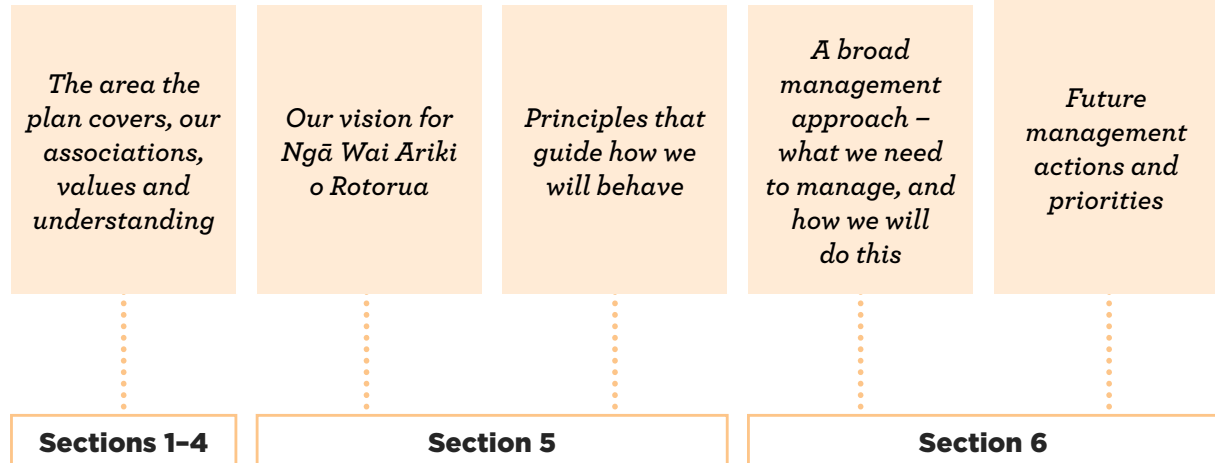 The area the
plan covers, our
associations,
values and
understanding
Our vision for
Ngā Wai Ariki
o Rotorua
Principles that
guide how we
will behave
A broad
management
approach –
what we need
to manage, and
how we will
do this
Future
management
actions and
priorities
Sections 1–4
Section 5
Section 6